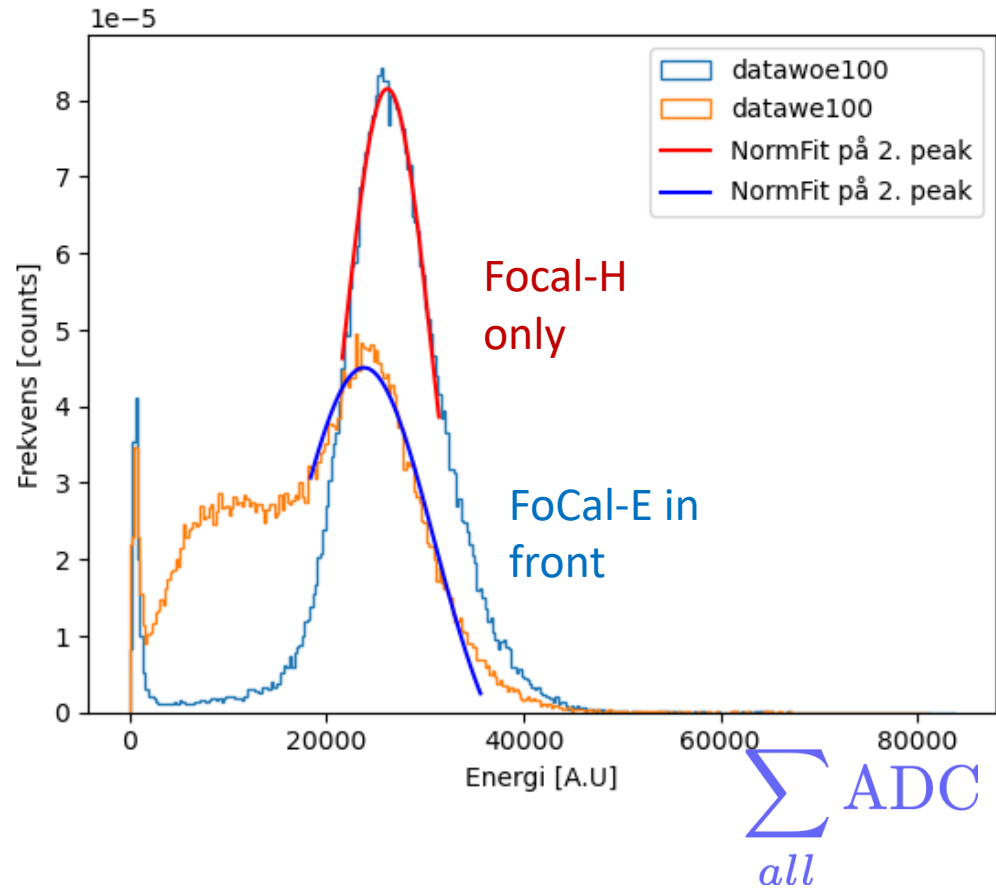 1e−5
datawoe100
datawe100
NormFit på 2. peak
NormFit på 2. peak
8
7
6
5
4
3
2
1
0
Frekvens [counts]
Focal-H
only
FoCal-E in
front
0 20000 40000 60000 80000
Energi [A.U]
∑ ADC
all